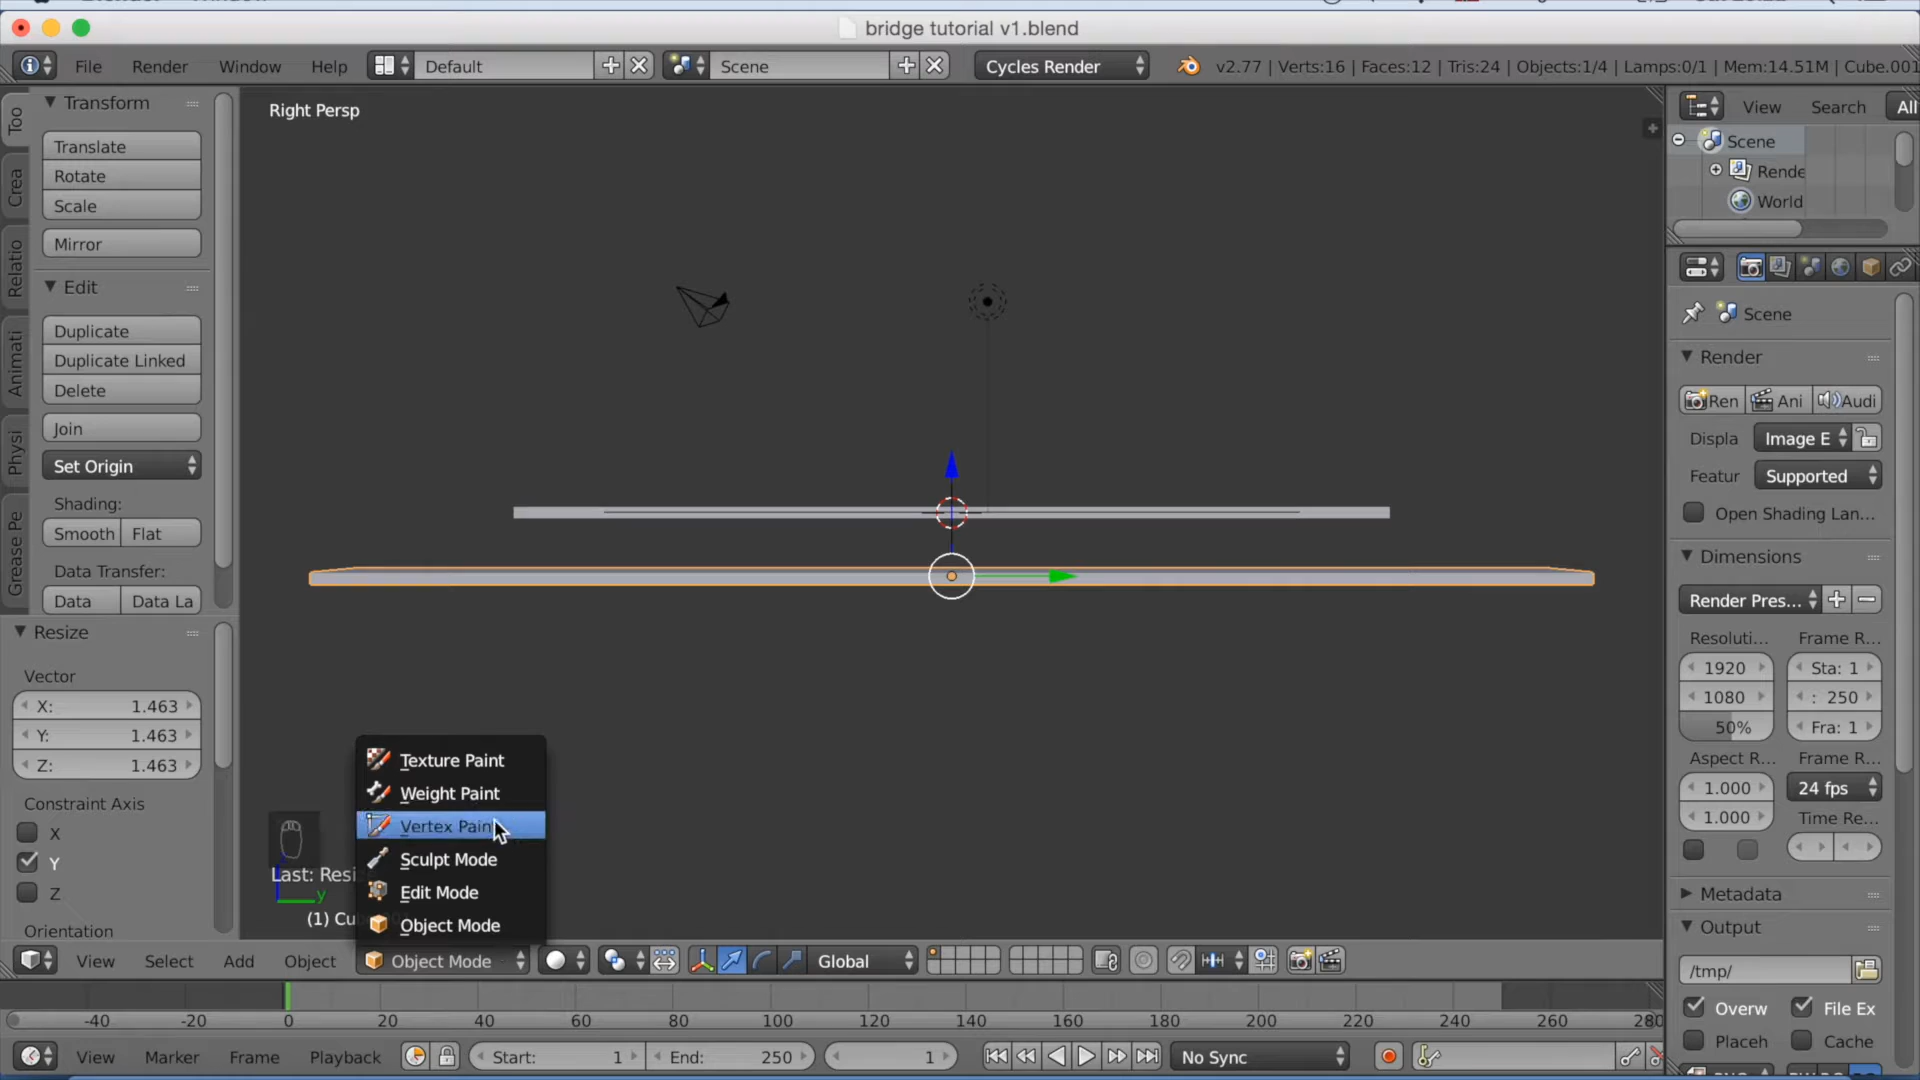 bridge tutorial v1.blend
File Render Window Help Default Scene Cycles Render v2.77 | Verts:16 | Faces:12 | Tris:24 | Objects:1/4 | Lamps:0/1 | Mem:14.51M | Cube.001
Too
Crea
Relatio
Animati
Physi
Grease Pe
Transform
Translate
Rotate
Scale
Mirror
Edit
Duplicate
Duplicate Linked
Delete
Join
Set Origin
Shading:
Smooth Flat
Data Transfer:
Data Data La
Resize
Vector
X: 1.463
Y: 1.463
Z: 1.463
Constraint Axis
X
Y
Z
Orientation
Right Persp
Texture Paint
Weight Paint
Vertex Pain
Sculpt Mode
Edit Mode
Object Mode
Last: Resi
y
(1) Cu
View Select Add Object Object Mode Global
-40 -20 0 20 40 60 80 100 120 140 160 180 200 220 240 260 280
View Marker Frame Playback Start: 1 End: 250 1 No Sync
View Search All
Scene
Rende
World
Scene
Render
Ren Ani Audi
Displa Image E
Featur Supported
Open Shading Lan...
Dimensions
Render Pres...
Resoluti... Frame R...
1920 Sta: 1
1080 : 250
50% Fra: 1
Aspect R... Frame R...
1.000 24 fps
1.000 Time Re...
Metadata
Output
/tmp/
Overw File Ex
Placeh Cache